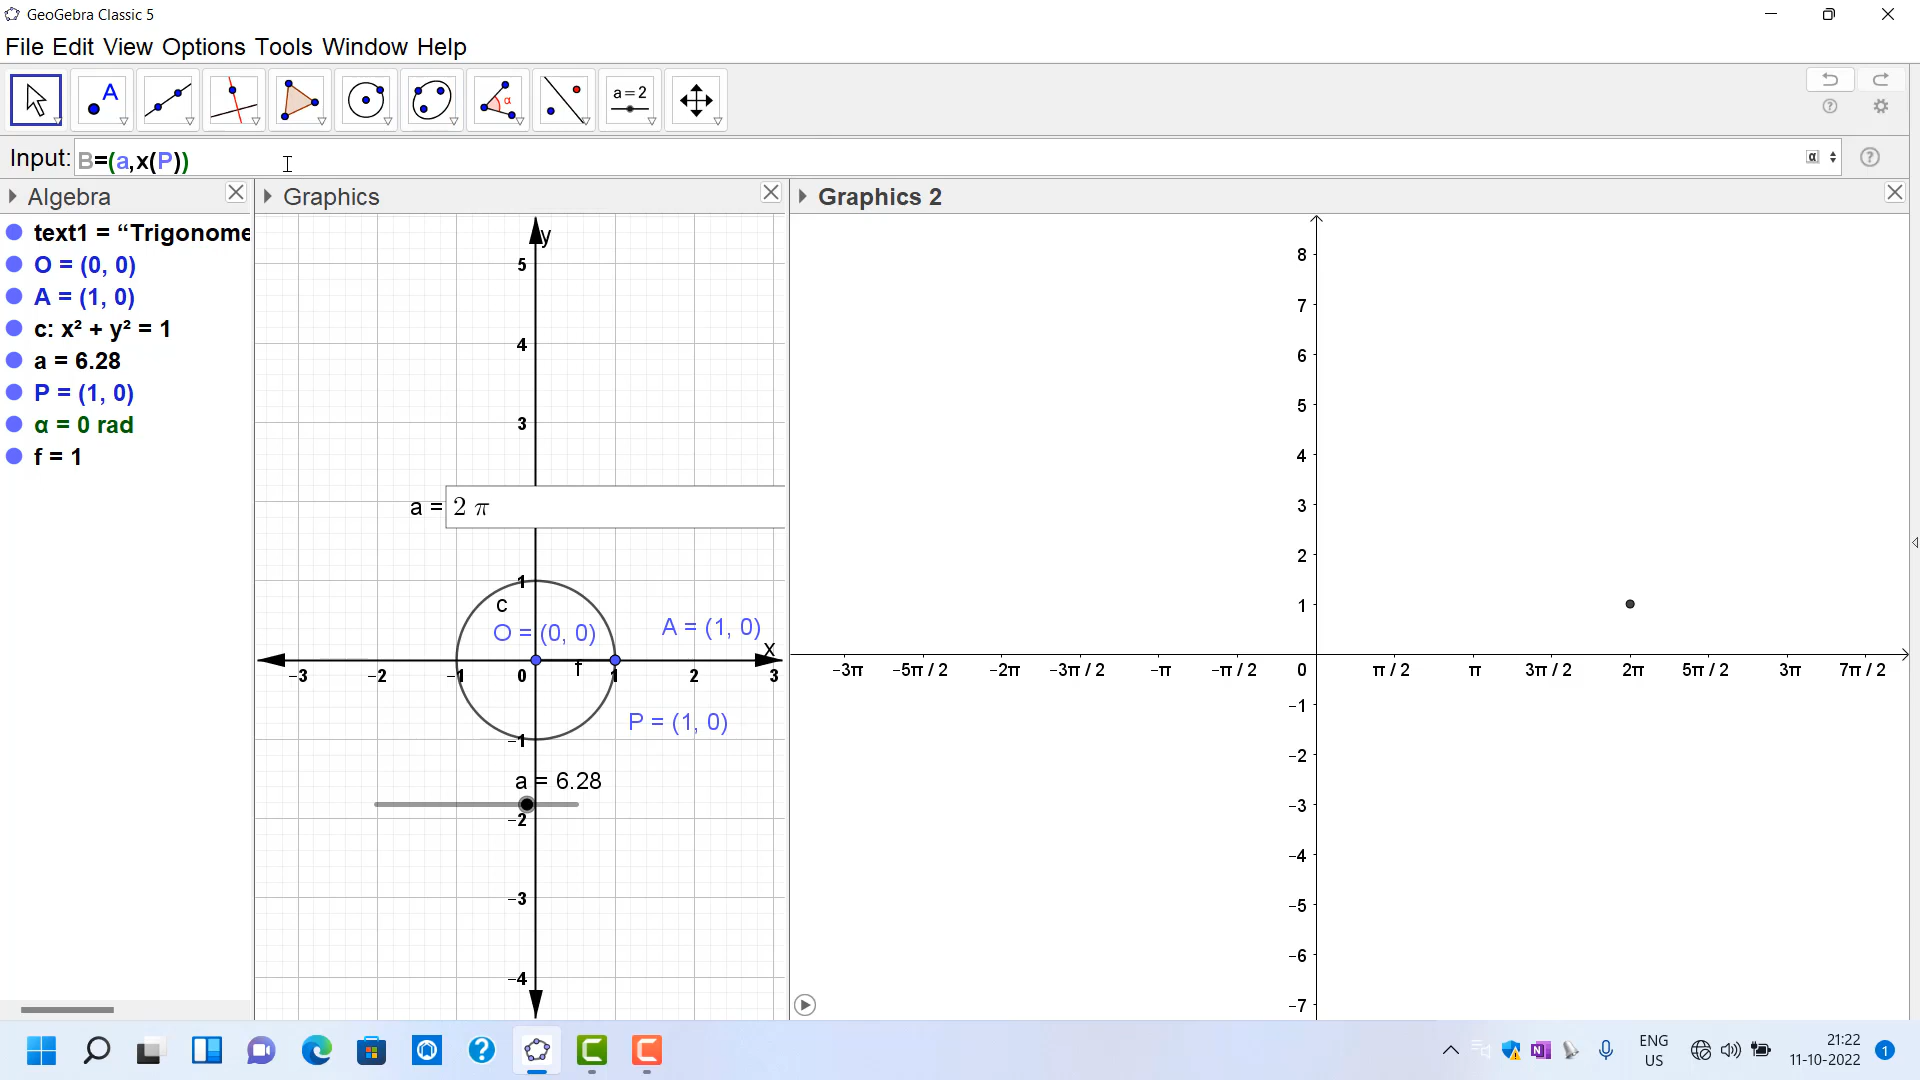 GeoGebra Classic 5
File Edit View Options Tools Window Help
A
α
a=2
Input: B=(a,x(P))
α
Algebra
Graphics
Graphics 2
text1 = “Trigonome
O = (0, 0)
A = (1, 0)
c: x² + y² = 1
a = 6.28
P = (1, 0)
α = 0 rad
f = 1
y
5
4
3
a = 2 π
1
c
O = (0, 0)
A = (1, 0)
x
f
−3 −2 −1 0 1 2 3
P = (1, 0)
−1
a = 6.28
−2
−3
−4
8
7
6
5
4
3
2
1
−3π −5π / 2 −2π −3π / 2 −π −π / 2 0 π / 2 π 3π / 2 2π 5π / 2 3π 7π / 2
−1
−2
−3
−4
−5
−6
−7
ENG
US
21:22
11-10-2022
1